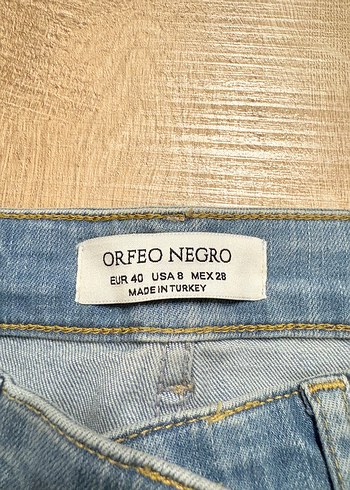 ORFEO NEGRO
EUR 40 USA 8 MEX 28
MADE IN TURKEY